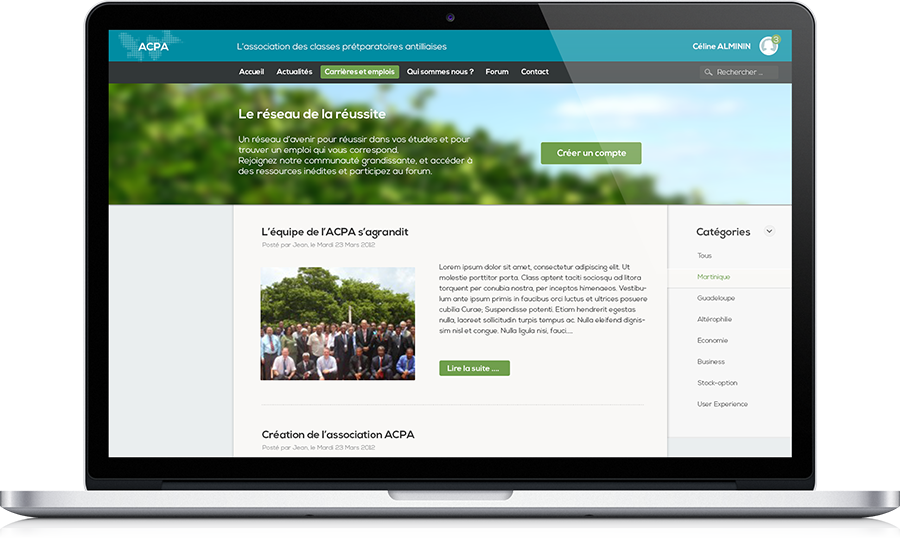 ACPA
L'association des classes prétparatoires antilliaises
Céline ALMININ
3
Accueil
Actualités
Carrières et emplois
Qui sommes nous ?
Forum
Contact
Rechercher ...
Le réseau de la réussite
Un réseau d'avenir pour réussir dans vos études et pour
trouver un emploi qui vous correspond.
Rejoignez notre communauté grandissante, et accéder à
des ressources inédites et participez au forum.
Créer un compte
L'équipe de l'ACPA s'agrandit
Posté par Jean, le Mardi 23 Mars 2012
Lorem ipsum dolor sit amet, consectetur adipiscing elit. Ut
molestie porttitor porta. Class aptent taciti sociosqu ad litora
torquent per conubia nostra, per inceptos himenaeos. Vestibu-
lum ante ipsum primis in faucibus orci luctus et ultrices posuere
cubilia Curae; Suspendisse potenti. Etiam hendrerit egestas
nulla, laoreet sollicitudin turpis tempus ac. Nulla eleifend dignis-
sim nisl et congue. Nulla ligula nisi, fauci....
Lire la suite ....
Création de l'association ACPA
Posté par Jean, le Mardi 23 Mars 2012
Catégories
Tous
Martinique
Guadeloupe
Altérophilie
Economie
Business
Stock-option
User Experience